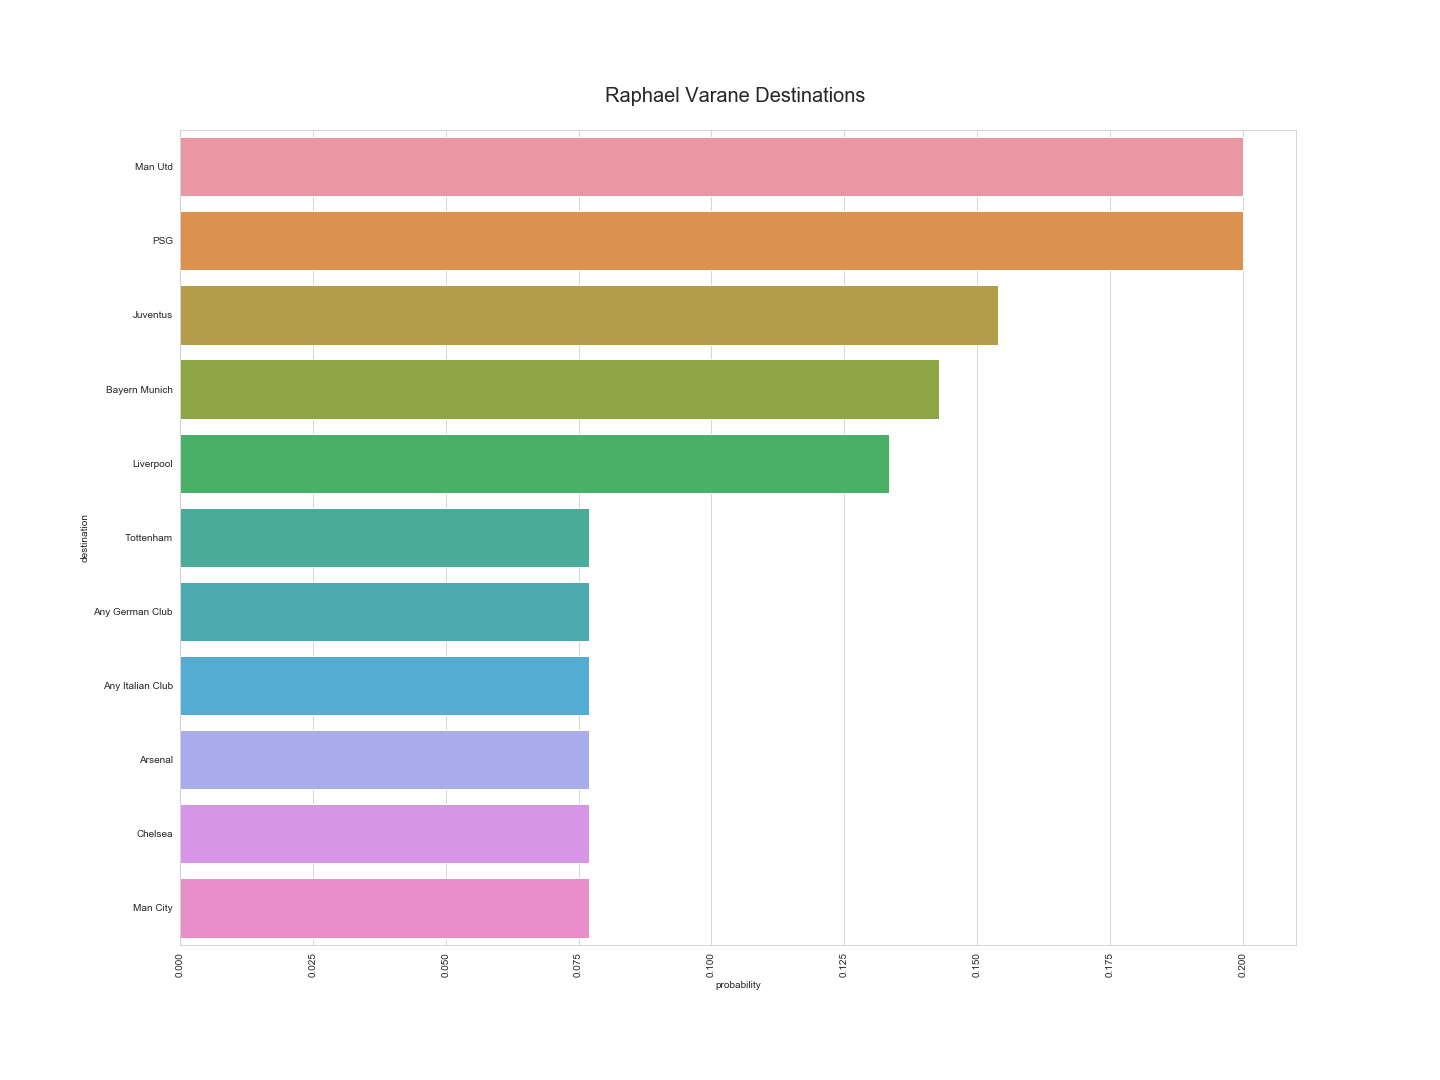 Raphael Varane Destinations
Man Utd
PSG
Juventus
Bayern Munich
Liverpool
Tottenham
Any German Club
Any Italian Club
Arsenal
Chelsea
Man City
destination
0.000
0.025
0.050
0.075
0.100
0.125
0.150
0.175
0.200
probability